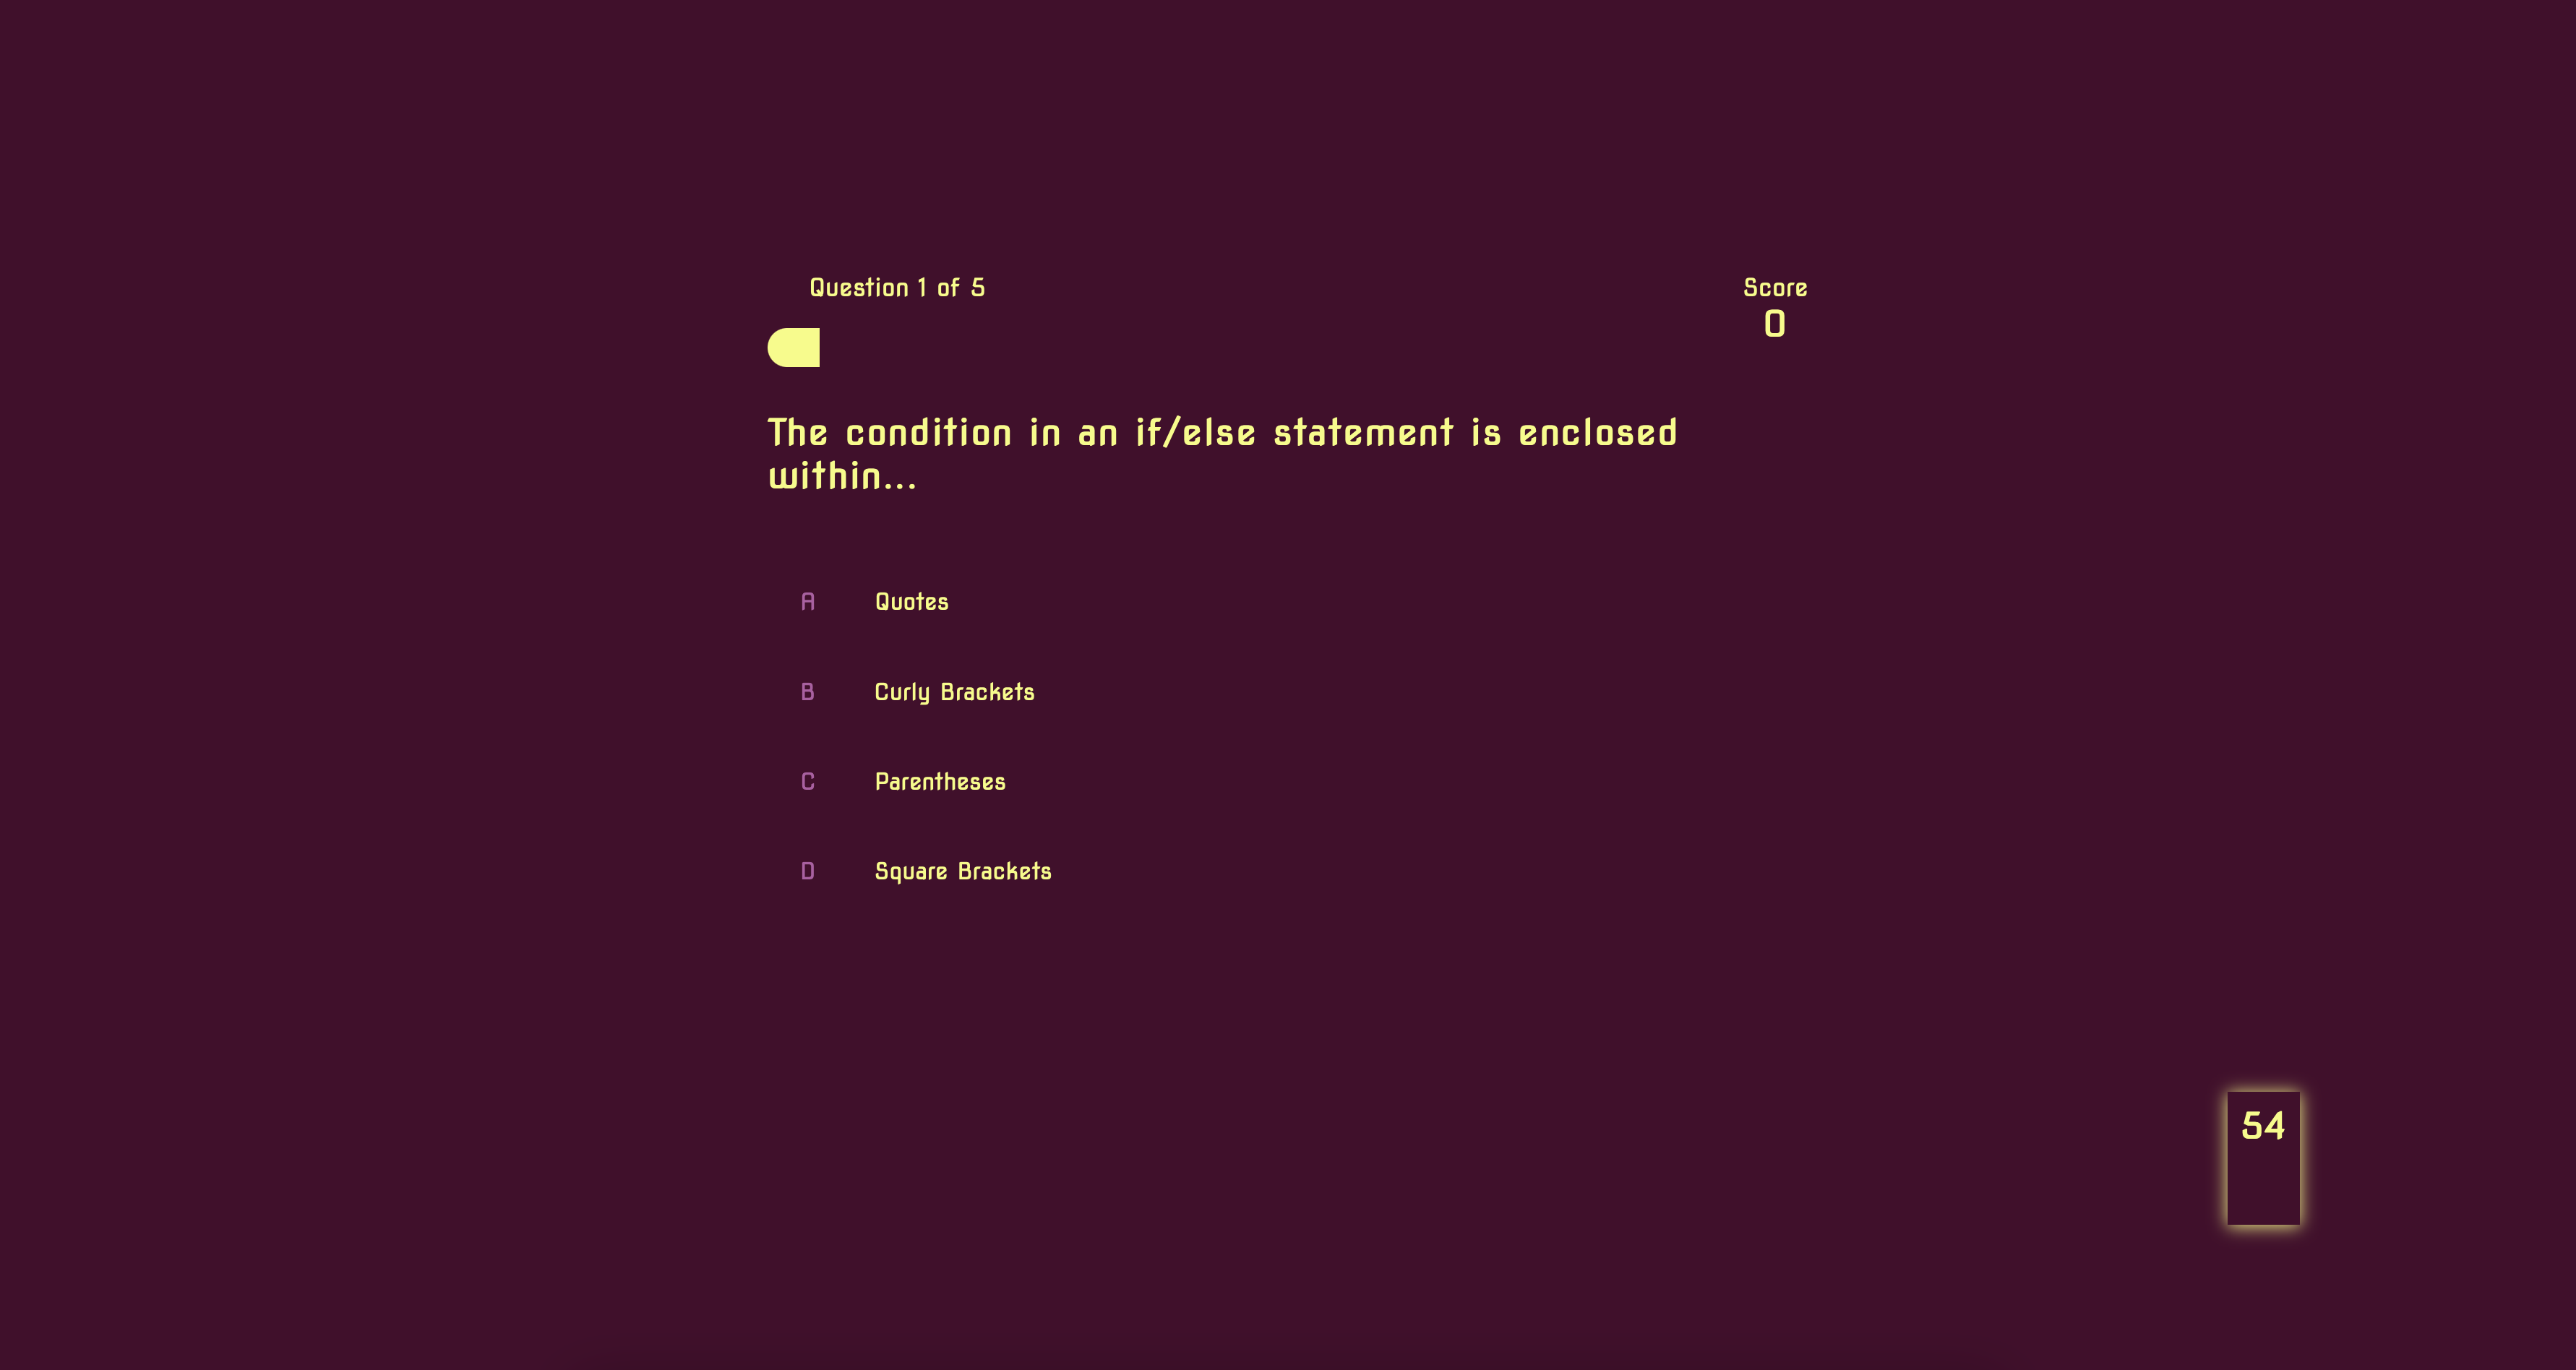 Question 1 of 5
Score
0
The condition in an if/else statement is enclosed
within...
A Quotes
B Curly Brackets
C Parentheses
D Square Brackets
54